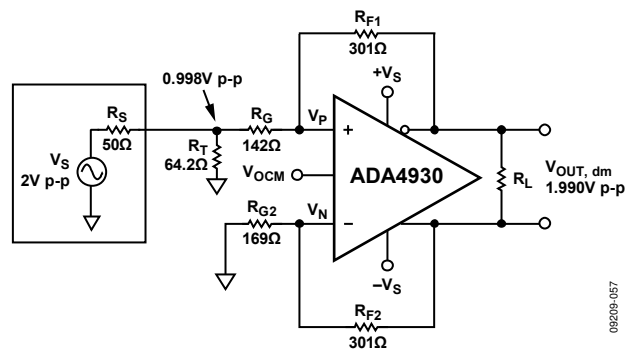 RF1
301Ω
0.998V p-p
+VS
RS
50Ω
RG
142Ω
VP
+
VS
2V p-p
RT
64.2Ω
VOCM
ADA4930
RL
VOUT, dm
1.990V p-p
RG2
169Ω
VN
–
–VS
RF2
301Ω
09209-057